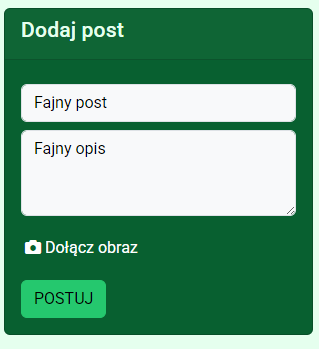 Dodaj post
Fajny post
Fajny opis
Dołącz obraz
POSTUJ